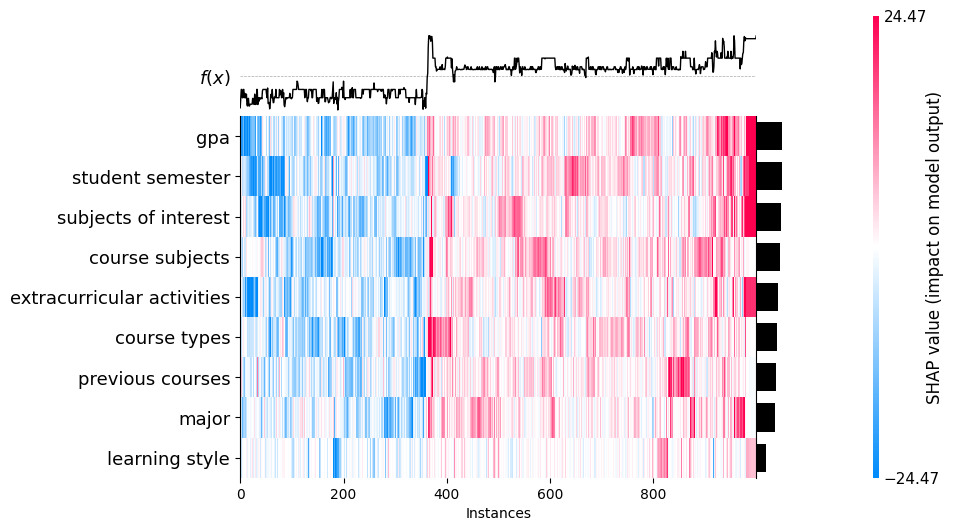 24.47
f(x)
gpa
student semester
subjects of interest
course subjects
extracurricular activities
course types
previous courses
major
learning style
0 200 400 600 800
Instances
SHAP value (impact on model output)
−24.47